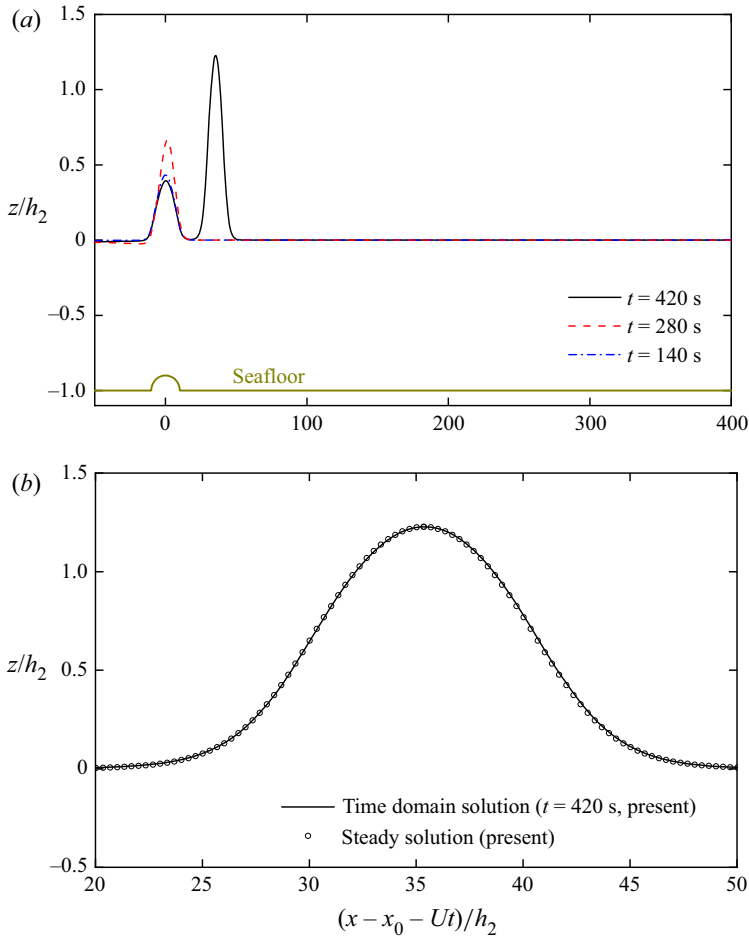 (a)
1.5
1.0
0.5
z/h₂
0
−0.5
−1.0
t = 420 s
t = 280 s
t = 140 s
Seafloor
0 100 200 300 400
(b)
1.5
1.0
z/h₂
0.5
0
−0.5
Time domain solution (t = 420 s, present)
Steady solution (present)
20 25 30 35 40 45 50
(x – x₀ – Ut)/h₂